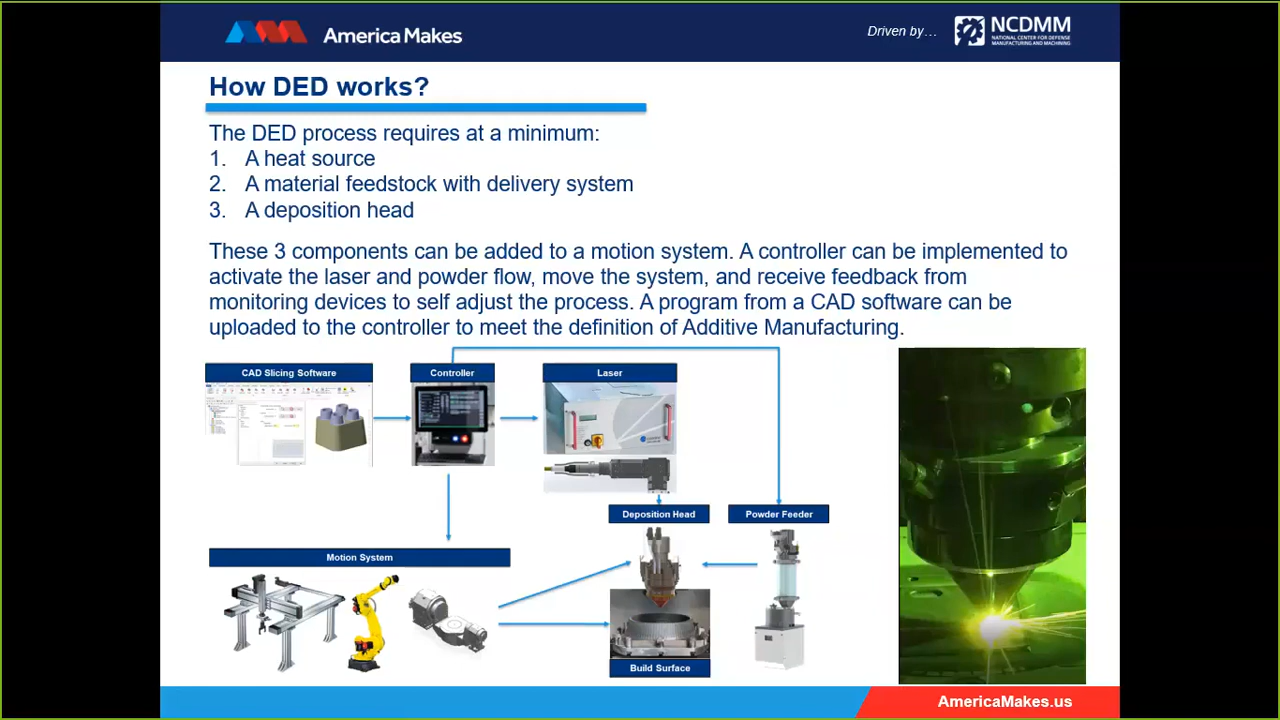 America Makes
Driven by…
NCDMM
NATIONAL CENTER FOR DEFENSE
MANUFACTURING AND MACHINING
How DED works?
The DED process requires at a minimum:
1. A heat source
2. A material feedstock with delivery system
3. A deposition head
These 3 components can be added to a motion system. A controller can be implemented to
activate the laser and powder flow, move the system, and receive feedback from
monitoring devices to self adjust the process. A program from a CAD software can be
uploaded to the controller to meet the definition of Additive Manufacturing.
CAD Slicing Software
Controller
Laser
Deposition Head
Powder Feeder
Motion System
Build Surface
AmericaMakes.us